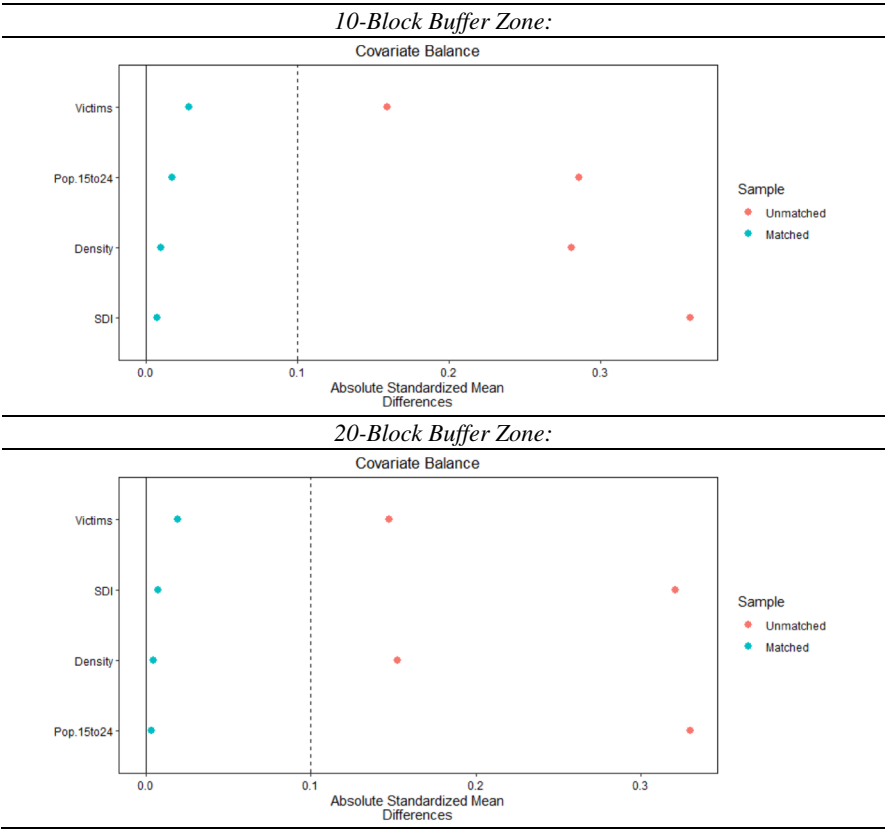 10-Block Buffer Zone:
Covariate Balance
Victims
Pop.15to24
Density
SDI
0.0 0.1 0.2 0.3
Absolute Standardized Mean
Differences
Sample
Unmatched
Matched
20-Block Buffer Zone:
Covariate Balance
Victims
SDI
Density
Pop.15to24
0.0 0.1 0.2 0.3
Absolute Standardized Mean
Differences
Sample
Unmatched
Matched